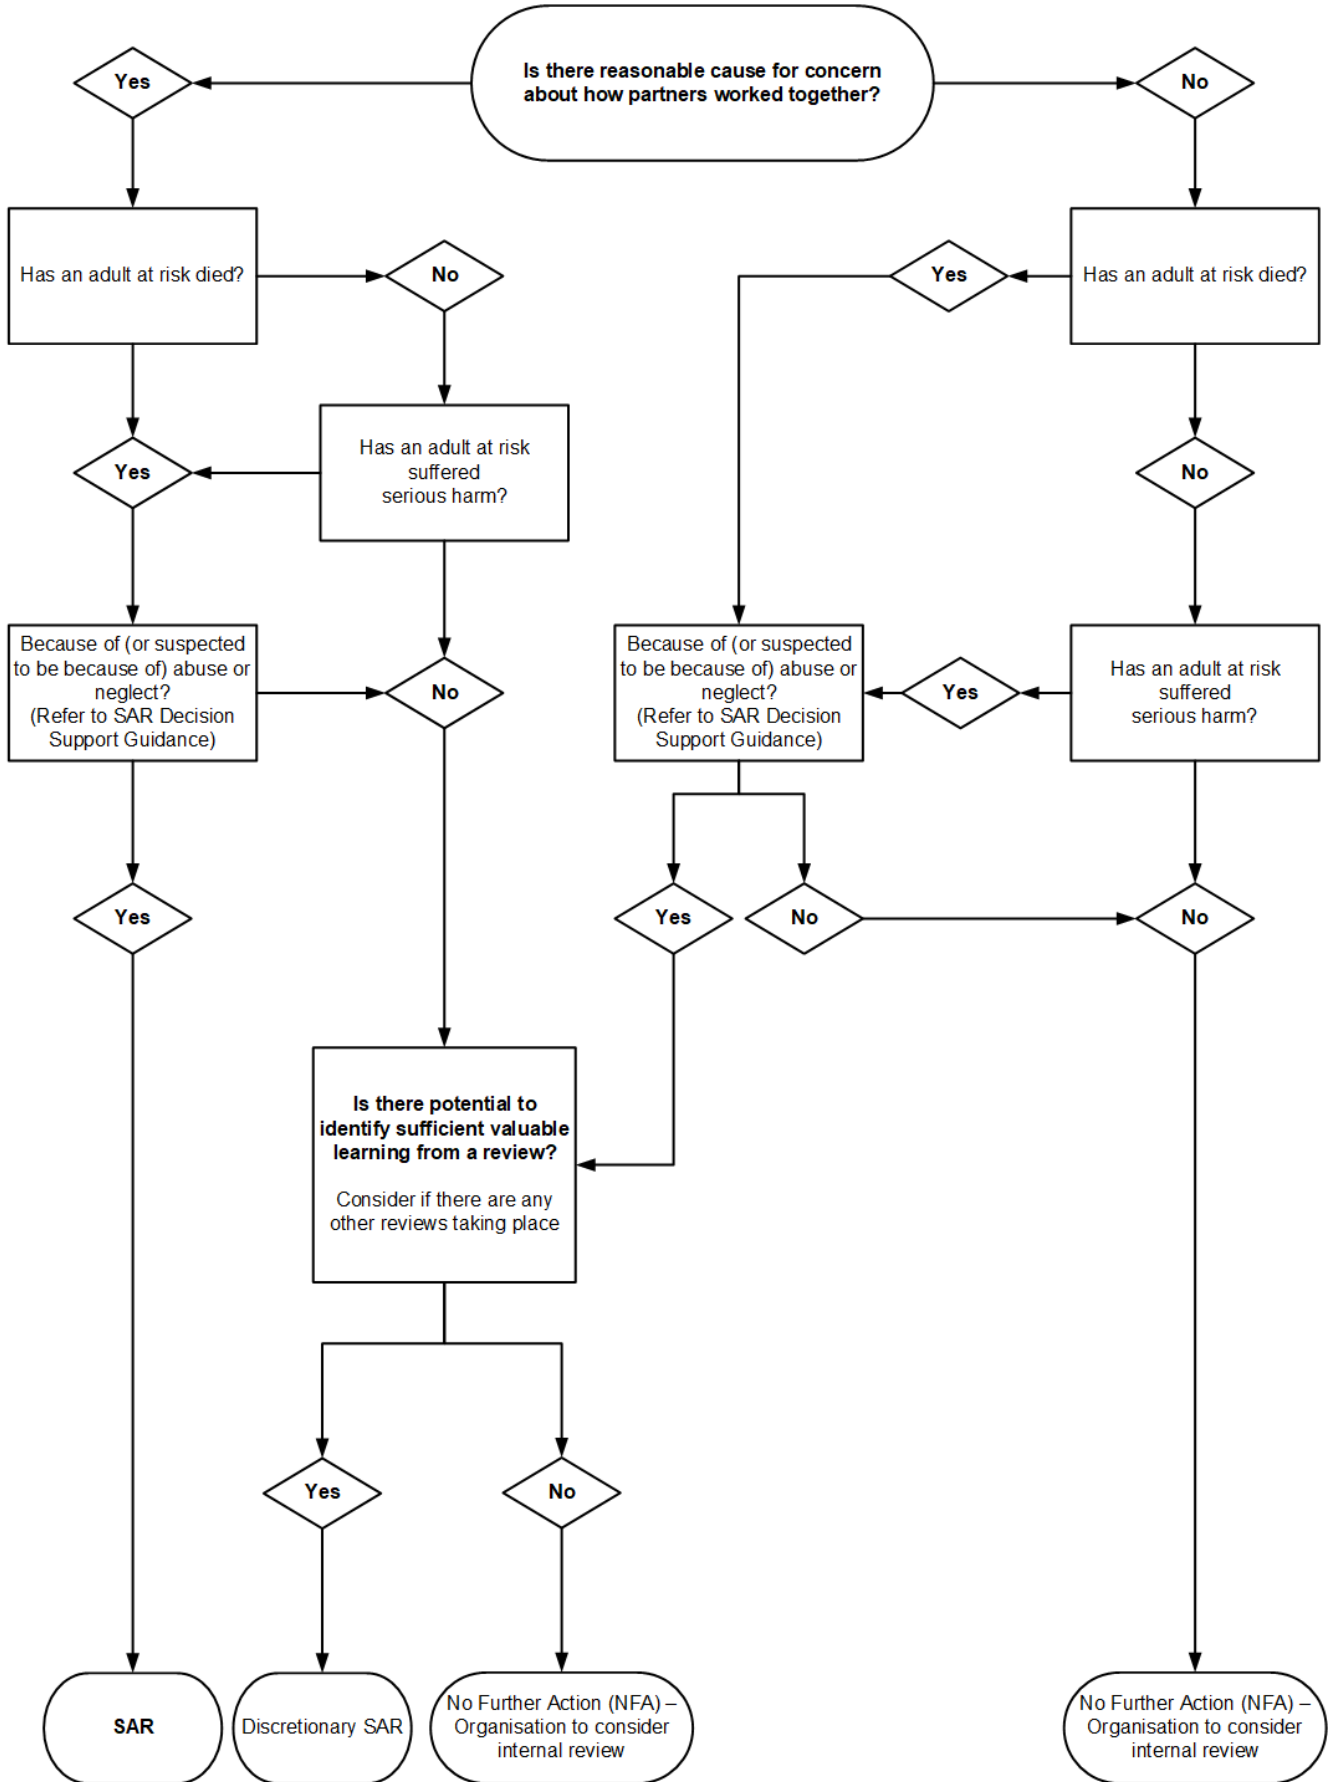 Is there reasonable cause for concern
about how partners worked together?
Yes
No
Has an adult at risk died?
No
Yes
Has an adult at risk died?
Yes
Has an adult at risk
suffered
serious harm?
No
Because of (or suspected
to be because of) abuse or
neglect?
(Refer to SAR Decision
Support Guidance)
No
Because of (or suspected
to be because of) abuse or
neglect?
(Refer to SAR Decision
Support Guidance)
Yes
Has an adult at risk
suffered
serious harm?
Yes
Yes
No
No
Is there potential to
identify sufficient valuable
learning from a review?
Consider if there are any
other reviews taking place
Yes
No
SAR
Discretionary SAR
No Further Action (NFA) –
Organisation to consider
internal review
No Further Action (NFA) –
Organisation to consider
internal review